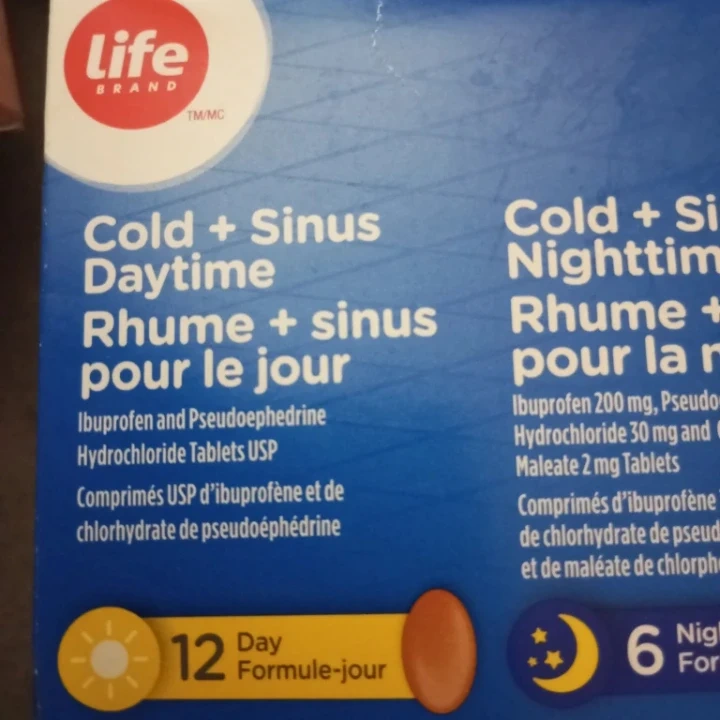 life
BRAND
TM/MC
Cold + Sinus
Daytime
Rhume + sinus
pour le jour
Ibuprofen and Pseudoephedrine
Hydrochloride Tablets USP
Comprimés USP d'ibuprofène et de
chlorhydrate de pseudoéphédrine
12 Day
Formule-jour
Cold + Si
Nighttim
Rhume +
pour la n
Ibuprofen 200 mg, Pseudo
Hydrochloride 30 mg and
Maleate 2 mg Tablets
Comprimés d'ibuprofène
de chlorhydrate de pseud
et de maléate de chlorph
6 Nig
For